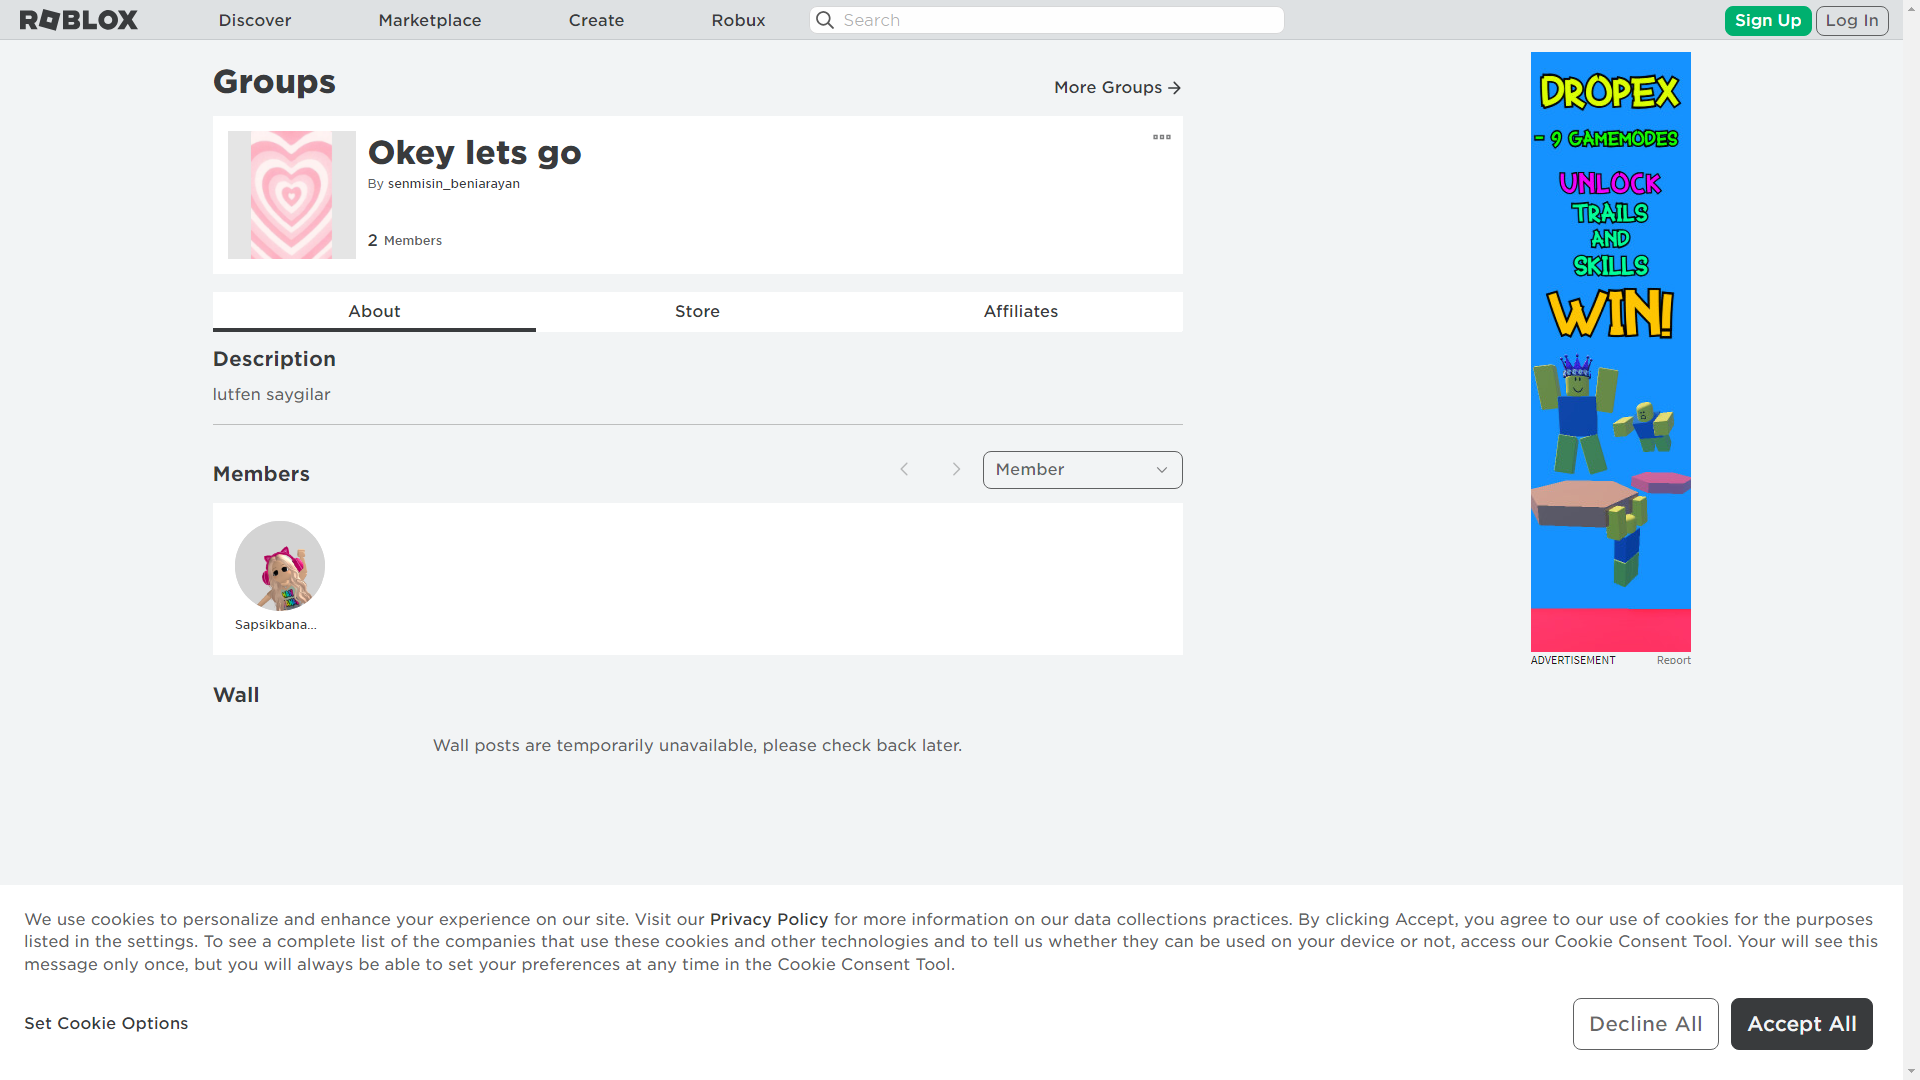 ROBLOX
Discover
Marketplace
Create
Robux
Search
Sign Up
Log In
Groups
More Groups
Okey lets go
By senmisin_beniarayan
2 Members
About
Store
Affiliates
Description
lutfen saygilar
Members
Member
Sapsikbana...
Wall
Wall posts are temporarily unavailable, please check back later.
DROPEX
- 9 GAMEMODES
UNLOCK
TRAILS
AND
SKILLS
WIN!
ADVERTISEMENT
Report
We use cookies to personalize and enhance your experience on our site. Visit our Privacy Policy for more information on our data collections practices. By clicking Accept, you agree to our use of cookies for the purposes
listed in the settings. To see a complete list of the companies that use these cookies and other technologies and to tell us whether they can be used on your device or not, access our Cookie Consent Tool. Your will see this
message only once, but you will always be able to set your preferences at any time in the Cookie Consent Tool.
Set Cookie Options
Decline All
Accept All